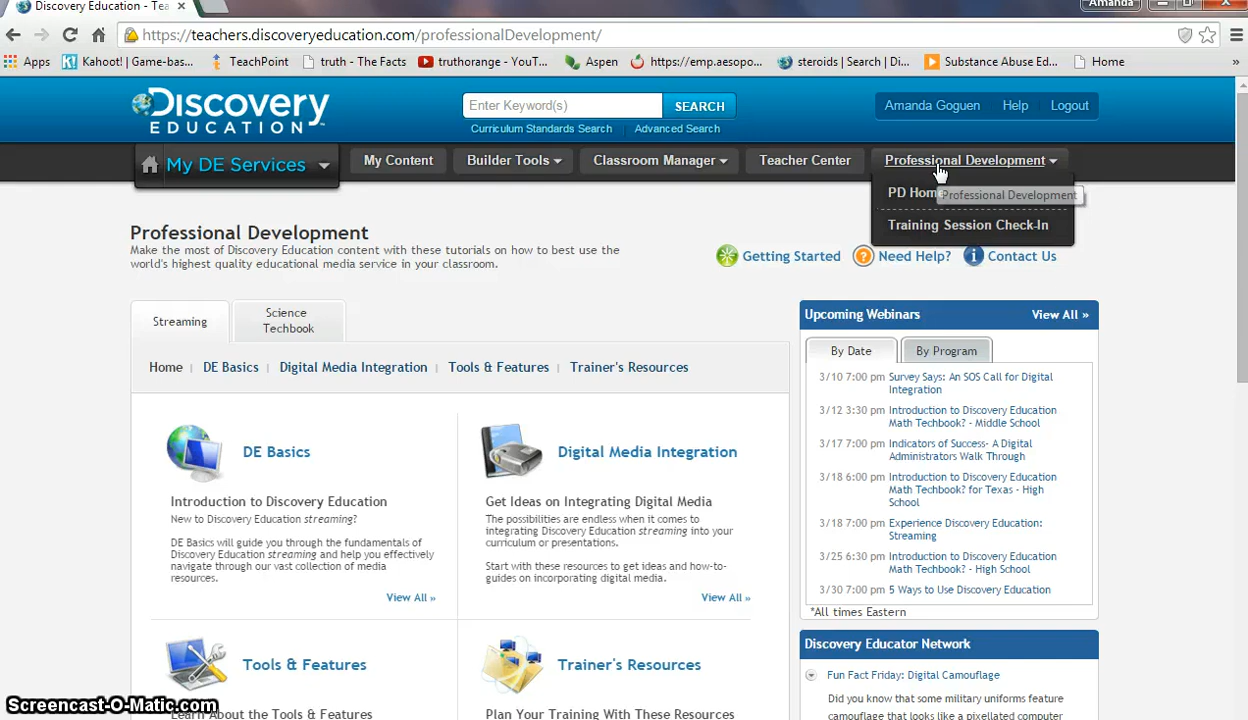 Discovery Education - Tea
Amanda
https://teachers.discoveryeducation.com/professionalDevelopment/
Apps Kahoot! | Game-bas... TeachPoint truth - The Facts truthorange - YouT... Aspen https://emp.aesopo... steroids | Search | Di... Substance Abuse Ed... Home »
Discovery
EDUCATION
Enter Keyword(s) SEARCH
Curriculum Standards Search Advanced Search
Amanda Goguen Help Logout
My DE Services My Content Builder Tools Classroom Manager Teacher Center Professional Development
PD Home
Professional Development
Training Session Check-In
Professional Development
Make the most of Discovery Education content with these tutorials on how to best use the
world's highest quality educational media service in your classroom.
Getting Started Need Help? Contact Us
Streaming
Science
Techbook
Home DE Basics Digital Media Integration Tools & Features Trainer's Resources
DE Basics
Introduction to Discovery Education
New to Discovery Education streaming?
DE Basics will guide you through the fundamentals of
Discovery Education streaming and help you effectively
navigate through our vast collection of media
resources.
View All »
Digital Media Integration
Get Ideas on Integrating Digital Media
The possibilities are endless when it comes to
integrating Discovery Education streaming into your
curriculum or presentations.
Start with these resources to get ideas and how-to-
guides on incorporating digital media.
View All »
Tools & Features
Learn About the Tools & Features
Trainer's Resources
Plan Your Training With These Resources
Upcoming Webinars View All »
By Date By Program
3/10 7:00 pm Survey Says: An SOS Call for Digital
Integration
3/12 3:30 pm Introduction to Discovery Education
Math Techbook? - Middle School
3/17 7:00 pm Indicators of Success- A Digital
Administrators Walk Through
3/18 6:00 pm Introduction to Discovery Education
Math Techbook? for Texas - High
School
3/18 7:00 pm Experience Discovery Education:
Streaming
3/25 6:30 pm Introduction to Discovery Education
Math Techbook? - High School
3/30 7:00 pm 5 Ways to Use Discovery Education
*All times Eastern
Discovery Educator Network
Fun Fact Friday: Digital Camouflage
Did you know that some military uniforms feature
camouflage that looks like a pixellated computer
Screencast-O-Matic.com